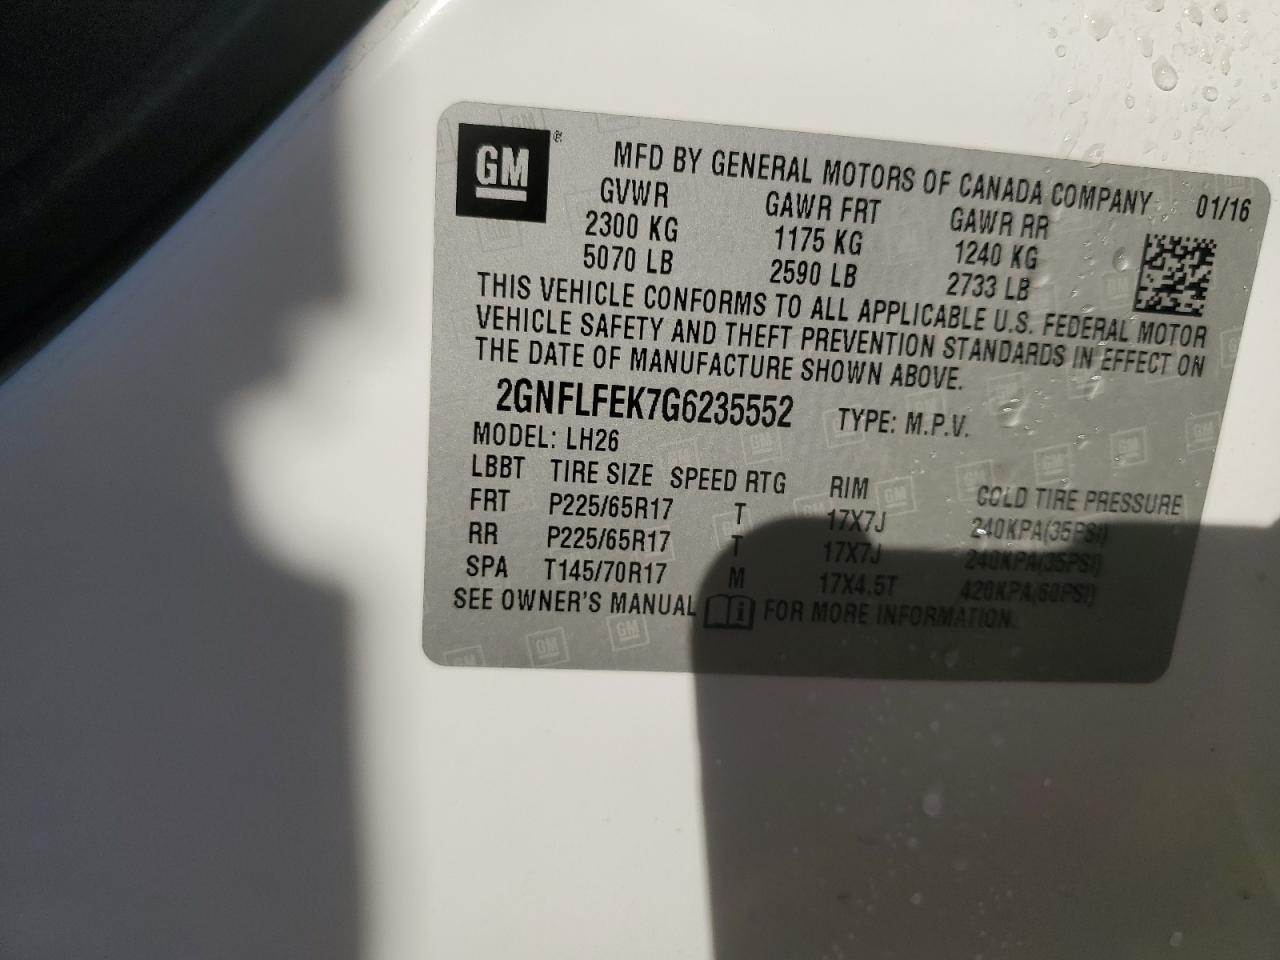 GM ®
MFD BY GENERAL MOTORS OF CANADA COMPANY 01/16
GVWR GAWR FRT GAWR RR
2300 KG 1175 KG 1240 KG
5070 LB 2590 LB 2733 LB
THIS VEHICLE CONFORMS TO ALL APPLICABLE U.S. FEDERAL MOTOR
VEHICLE SAFETY AND THEFT PREVENTION STANDARDS IN EFFECT ON
THE DATE OF MANUFACTURE SHOWN ABOVE.
2GNFLFEK7G6235552 TYPE: M.P.V.
MODEL: LH26
LBBT TIRE SIZE SPEED RTG RIM COLD TIRE PRESSURE
FRT P225/65R17 T 17X7J 240KPA(35PSI)
RR P225/65R17 T 17X7J 240KPA(35PSI)
SPA T145/70R17 M 17X4.5T 420KPA(60PSI)
SEE OWNER'S MANUAL i FOR MORE INFORMATION.